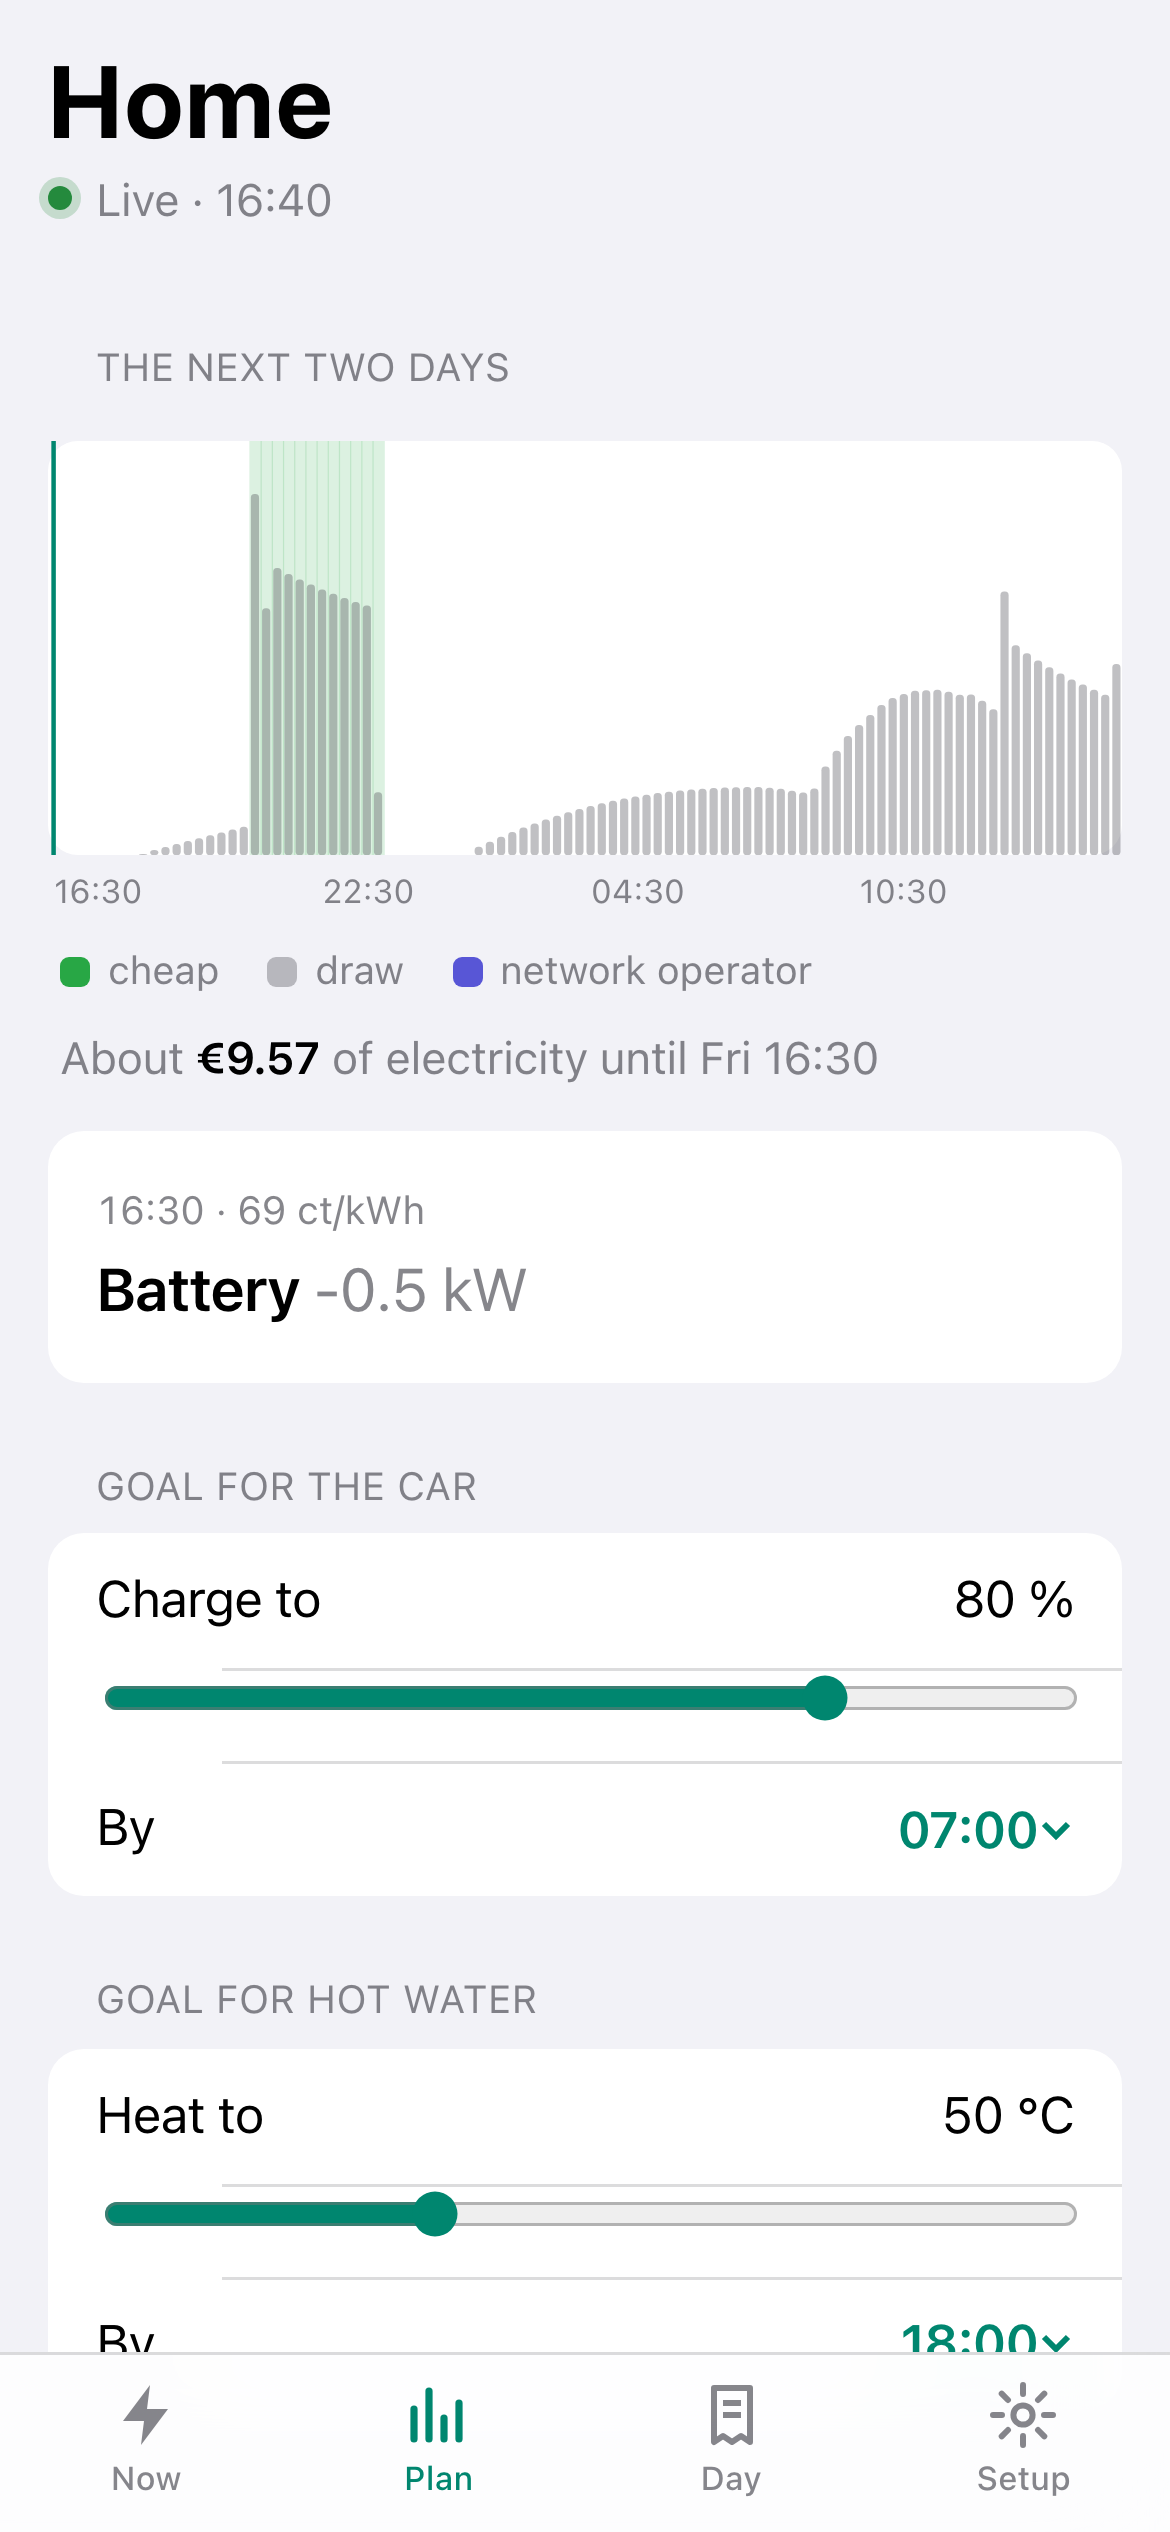 Home
Live · 16:40
THE NEXT TWO DAYS
16:30 22:30 04:30 10:30
cheap draw network operator
About €9.57 of electricity until Fri 16:30
16:30 · 69 ct/kWh
Battery -0.5 kW
GOAL FOR THE CAR
Charge to 80 %
By 07:00
GOAL FOR HOT WATER
Heat to 50 °C
By 18:00
Now Plan Day Setup